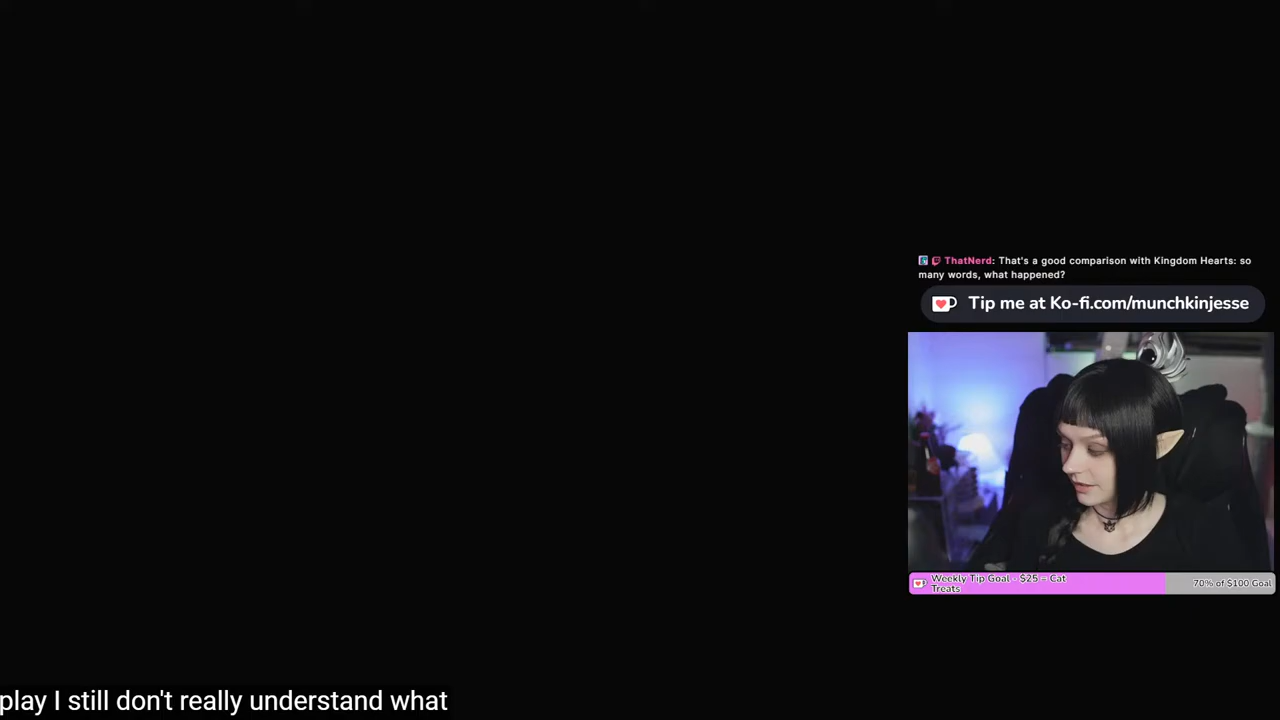 ThatNerd: That's a good comparison with Kingdom Hearts: so
many words, what happened?
Tip me at Ko-fi.com/munchkinjesse
Weekly Tip Goal - $25 = Cat
Treats
70% of $100 Goal
play I still don't really understand what